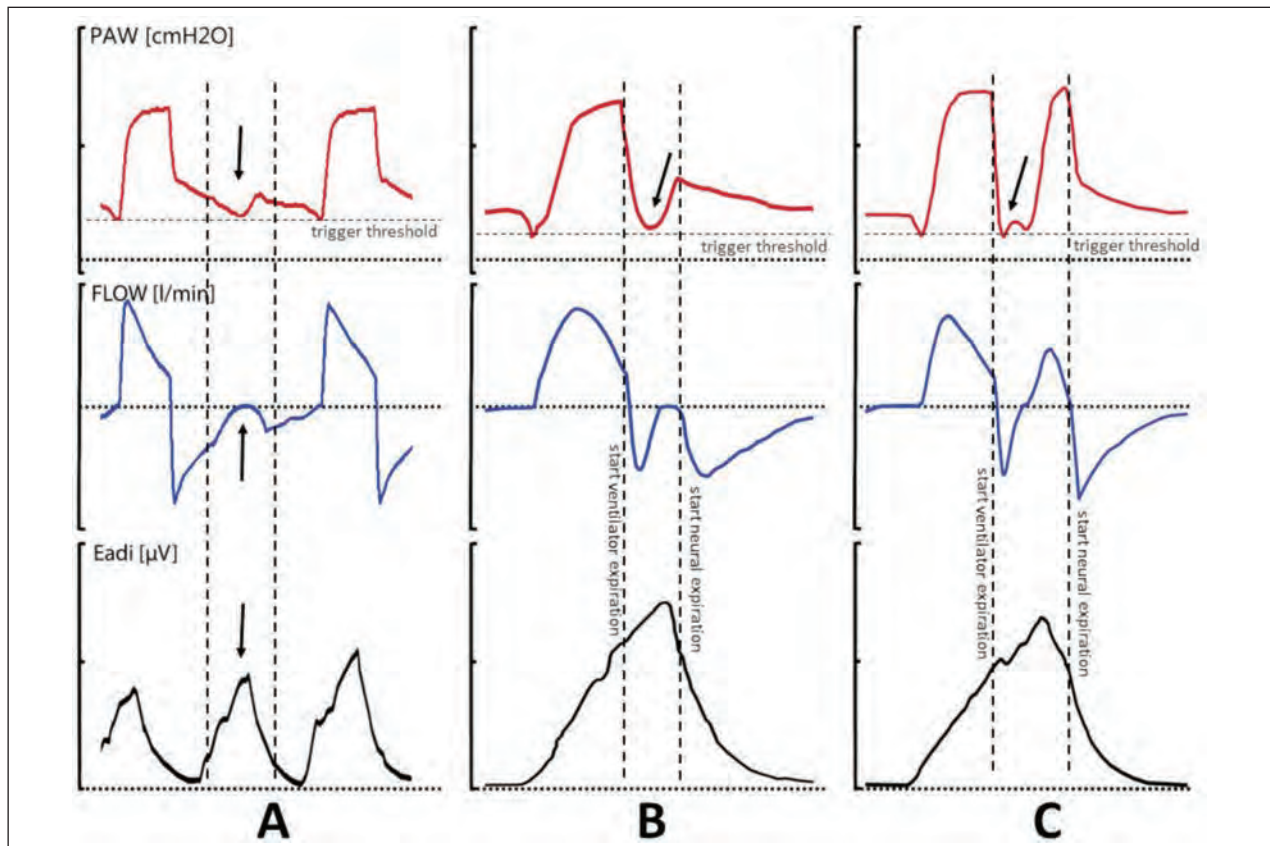 PAW [cmH2O]
trigger threshold
trigger threshold
trigger threshold
FLOW [l/min]
start ventilator expiration
start neural expiration
start ventilator expiration
start neural expiration
Eadi [µV]
A
B
C